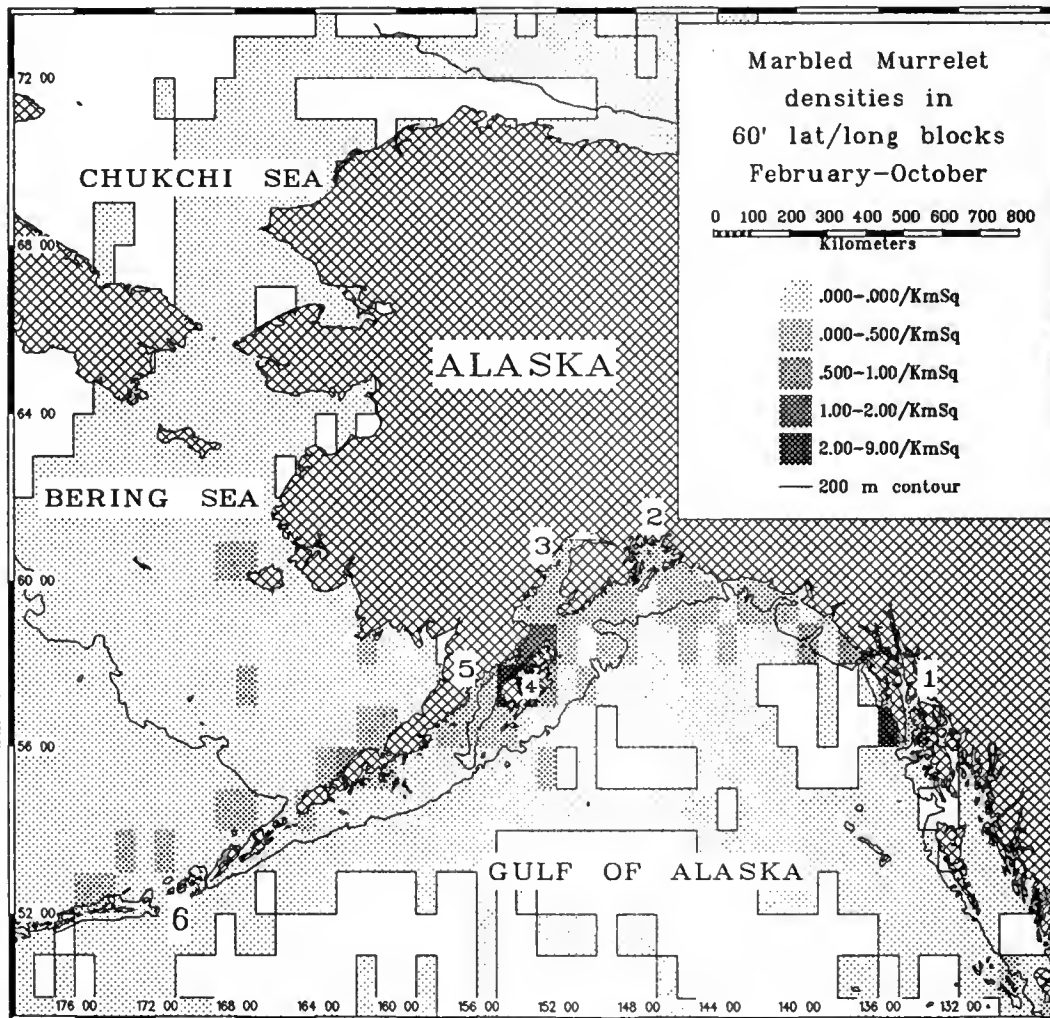 Marbled Murrelet
densities in
60' lat/long blocks
February-October
0 100 200 300 400 500 600 700 800
Kilometers
.000-.000/KmSq
.000-.500/KmSq
.500-1.00/KmSq
1.00-2.00/KmSq
2.00-9.00/KmSq
200 m contour
72 00
CHUKCHI SEA
68 00
ALASKA
64 00
BERING SEA
2
3
60 00
5
4
1
56 00
GULF OF ALASKA
52 00
6
176 00 172 00 168 00 164 00 160 00 156 00 152 00 148 00 144 00 140 00 136 00 132 00